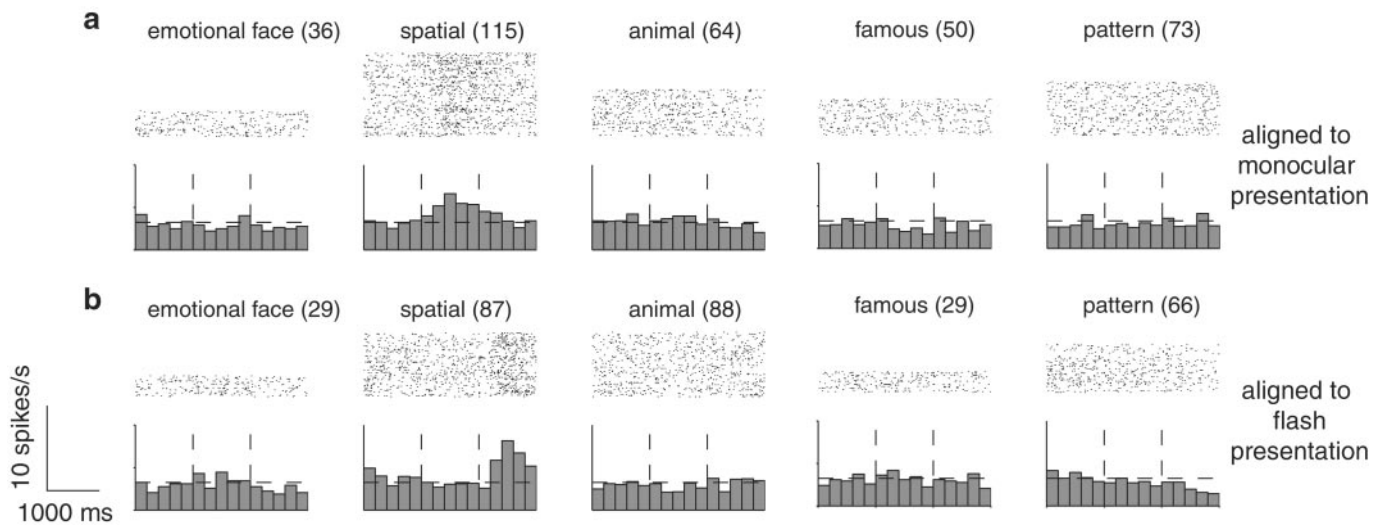 a
emotional face (36) spatial (115) animal (64) famous (50) pattern (73)
aligned to
monocular
presentation
b
emotional face (29) spatial (87) animal (88) famous (29) pattern (66)
aligned to
flash
presentation
10 spikes/s
1000 ms